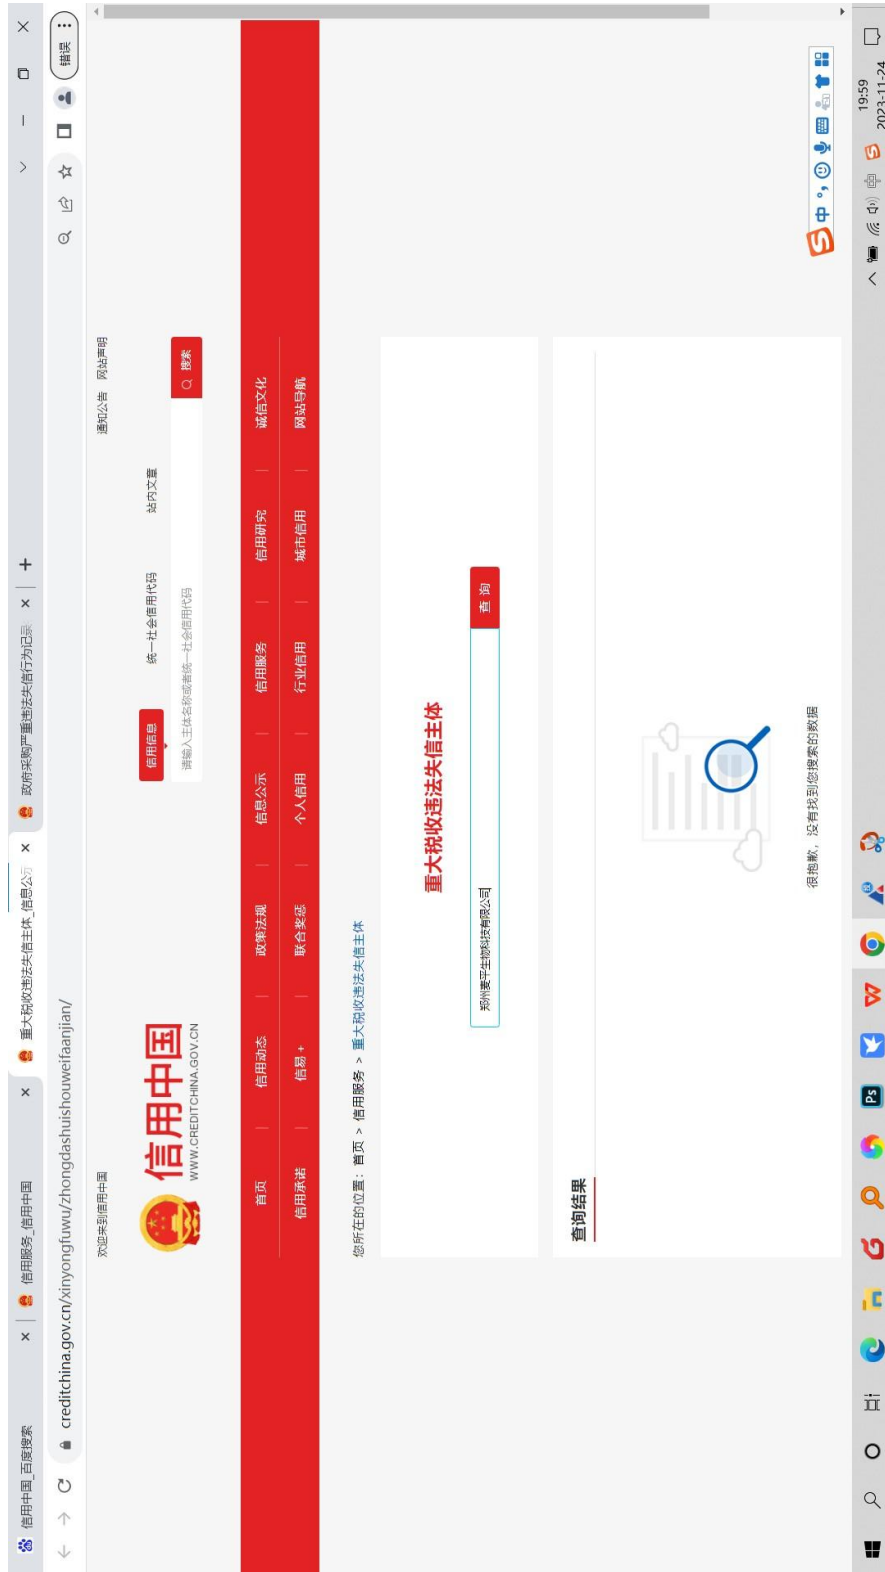 信用中国_百度搜索
信用服务_信用中国
重大税收违法失信主体_信息公示
政府采购严重违法失信行为记录
creditchina.gov.cn/xinyongfuwu/zhongdashuishouweifaanjian/
错误
欢迎来到信用中国
通知公告 网站声明
信用中国
WWW.CREDITCHINA.GOV.CN
信用信息 统一社会信用代码 站内文章
请输入主体名称或者统一社会信用代码
搜索
首页 信用动态 政策法规 信息公示 信用服务 信用研究 诚信文化
信用承诺 信易+ 联合奖惩 个人信用 行业信用 城市信用 网站导航
您所在的位置：首页 > 信用服务 > 重大税收违法失信主体
重大税收违法失信主体
郑州麦平生物科技有限公司
查询
查询结果
很抱歉，没有找到您搜索的数据
中
19:59
2023-11-24